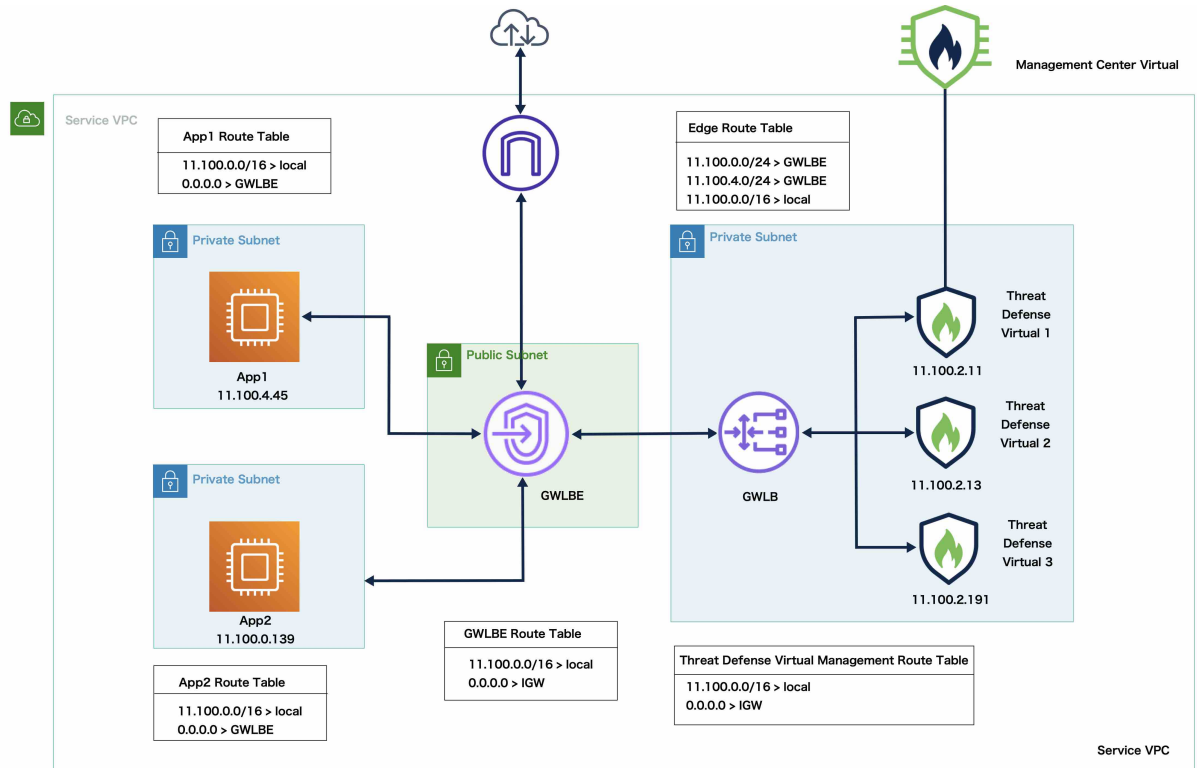 Management Center Virtual
Service VPC
App1 Route Table
11.100.0.0/16 > local
0.0.0.0 > GWLBE
Edge Route Table
11.100.0.0/24 > GWLBE
11.100.4.0/24 > GWLBE
11.100.0.0/16 > local
Private Subnet
App1
11.100.4.45
Private Subnet
Threat
Defense
Virtual 1
11.100.2.11
Public Subnet
GWLBE
GWLB
Threat
Defense
Virtual 2
11.100.2.13
Private Subnet
App2
11.100.0.139
Threat
Defense
Virtual 3
11.100.2.191
GWLBE Route Table
11.100.0.0/16 > local
0.0.0.0 > IGW
Threat Defense Virtual Management Route Table
11.100.0.0/16 > local
0.0.0.0 > IGW
App2 Route Table
11.100.0.0/16 > local
0.0.0.0 > GWLBE
Service VPC